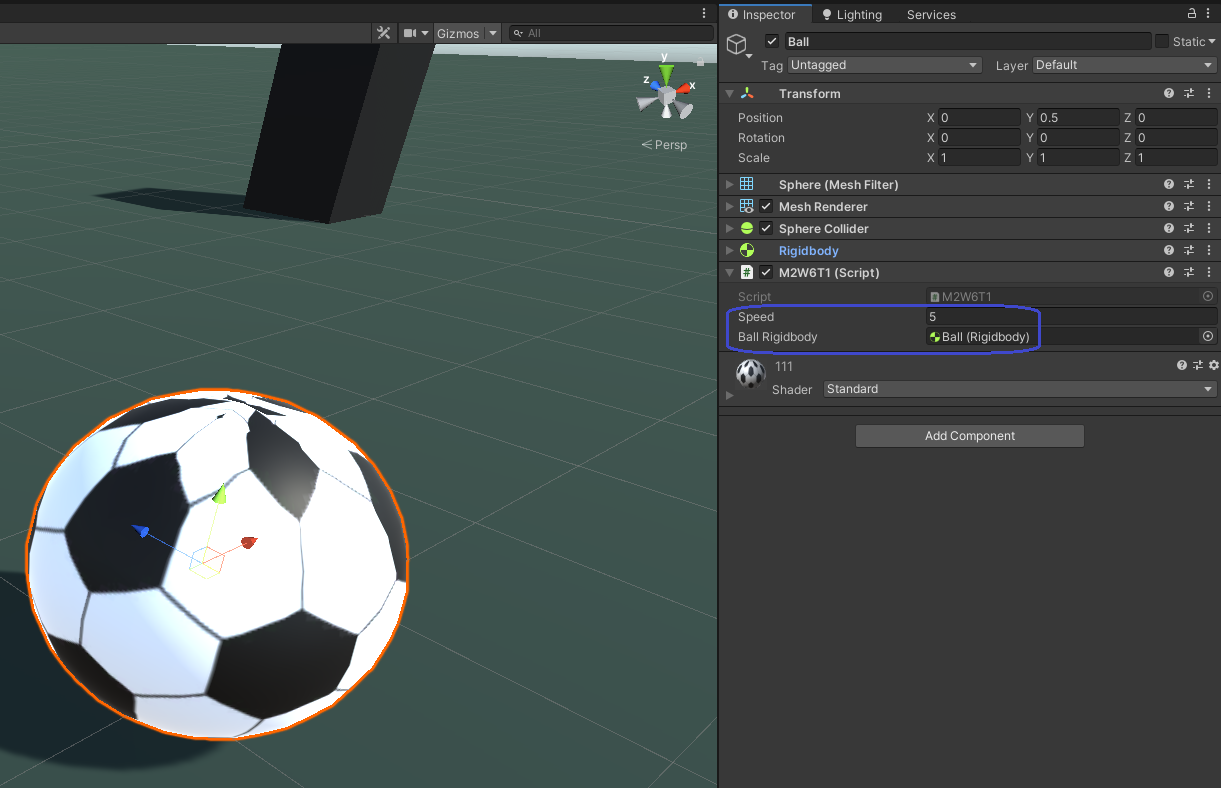 Inspector Lighting Services
Gizmos All
Ball Static
Tag Untagged Layer Default
Transform
Position X 0 Y 0.5 Z 0
Rotation X 0 Y 0 Z 0
Scale X 1 Y 1 Z 1
Sphere (Mesh Filter)
Mesh Renderer
Sphere Collider
Rigidbody
# M2W6T1 (Script)
Script # M2W6T1
Speed 5
Ball Rigidbody Ball (Rigidbody)
111
Shader Standard
Add Component
y
z x
Persp